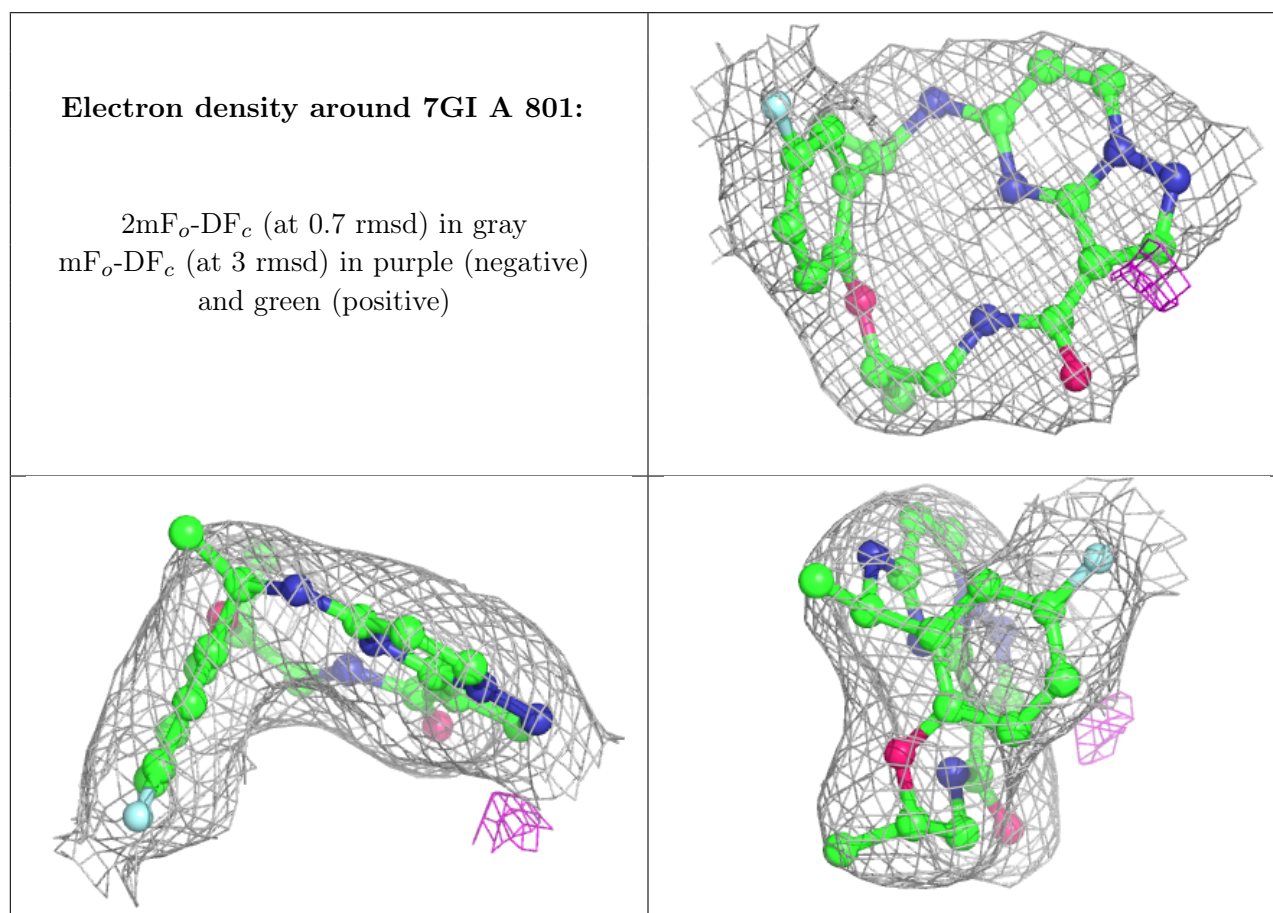 Electron density around 7GI A 801:
2mFo-DFc (at 0.7 rmsd) in gray
mFo-DFc (at 3 rmsd) in purple (negative)
and green (positive)